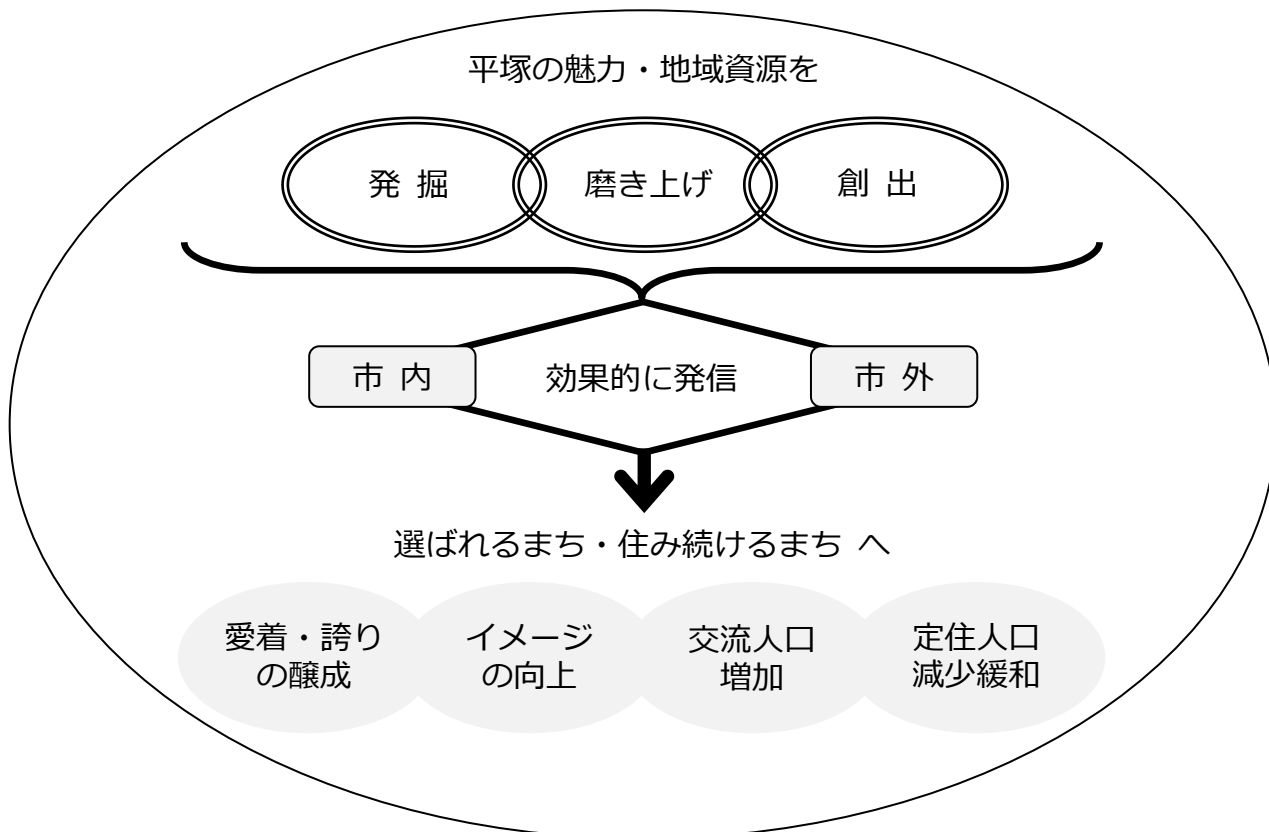 平塚の魅力・地域資源を
発 掘
磨き上げ
創 出
市 内
効果的に発信
市 外
選ばれるまち・住み続けるまち へ
愛着・誇り
の醸成
イメージ
の向上
交流人口
増加
定住人口
減少緩和